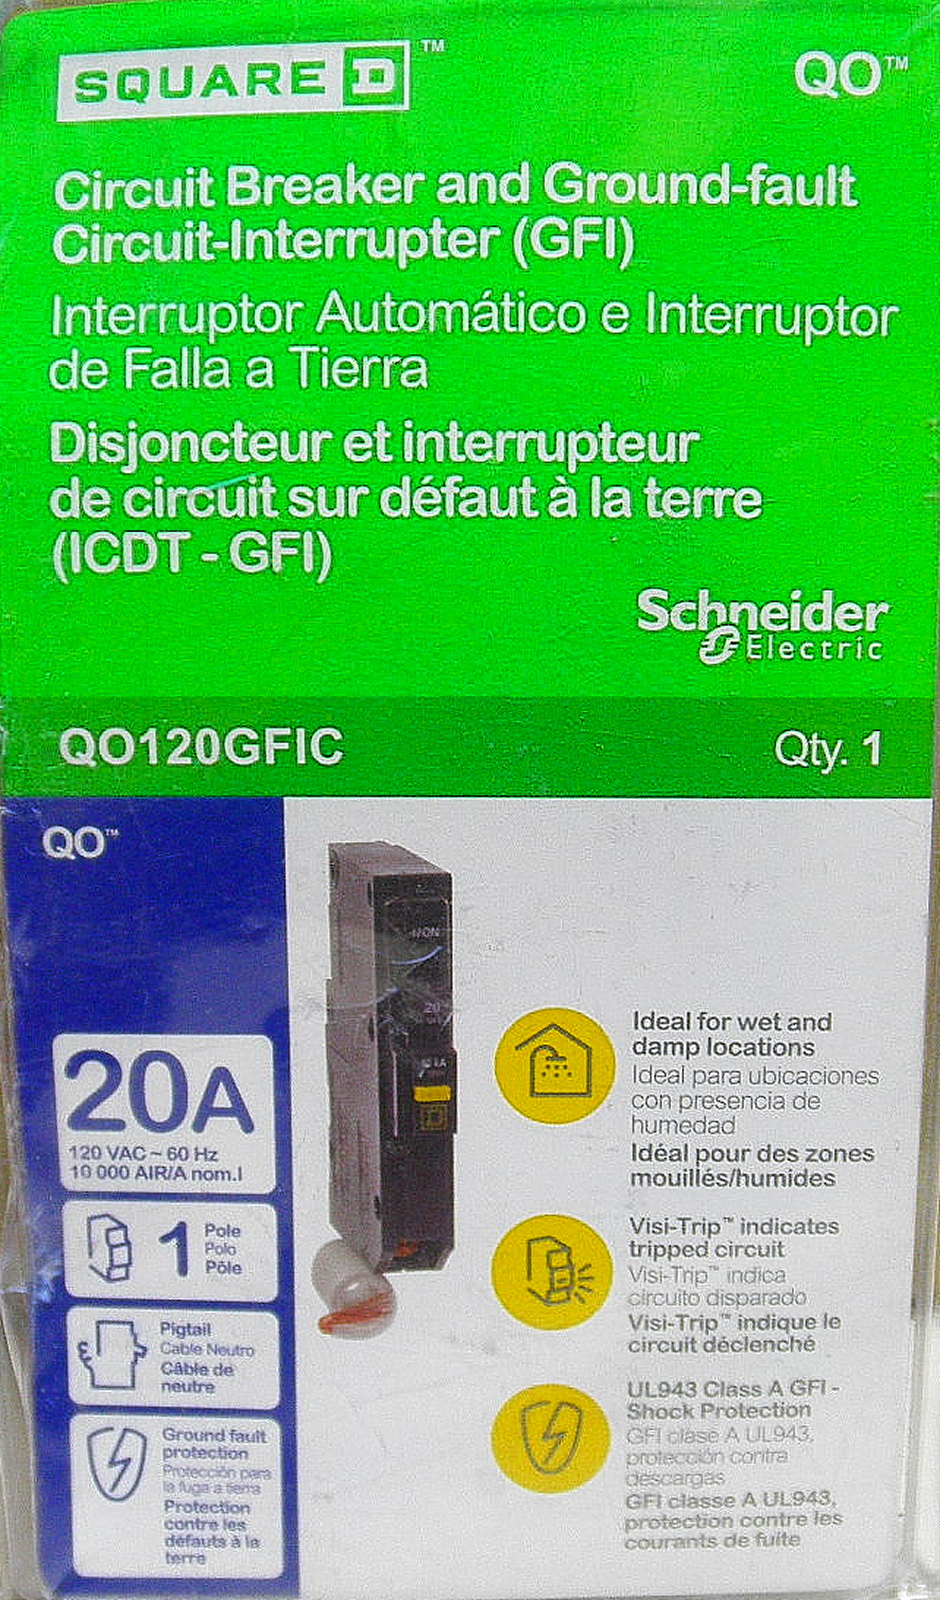 SQUARE D™
QO™
Circuit Breaker and Ground-fault
Circuit-Interrupter (GFI)
Interruptor Automático e Interruptor
de Falla a Tierra
Disjoncteur et interrupteur
de circuit sur défaut à la terre
(ICDT - GFI)
Schneider
Electric
QO120GFIC
Qty. 1
QO™
20A
120 VAC ~ 60 Hz
10 000 AIR/A nom.I
1
Pole
Polo
Pôle
Pigtail
Cable Neutro
Câble de
neutre
Ground fault
protection
Protección para
la fuga a tierra
Protection
contre les
défauts à la
terre
ON
20
Ideal for wet and
damp locations
Ideal para ubicaciones
con presencia de
humedad
Idéal pour des zones
mouillés/humides
Visi-Trip™ indicates
tripped circuit
Visi-Trip™ indica
circuito disparado
Visi-Trip™ indique le
circuit déclenché
UL943 Class A GFI -
Shock Protection
GFI clase A UL943,
protección contra
descargas
GFI classe A UL943,
protection contre les
courants de fuite